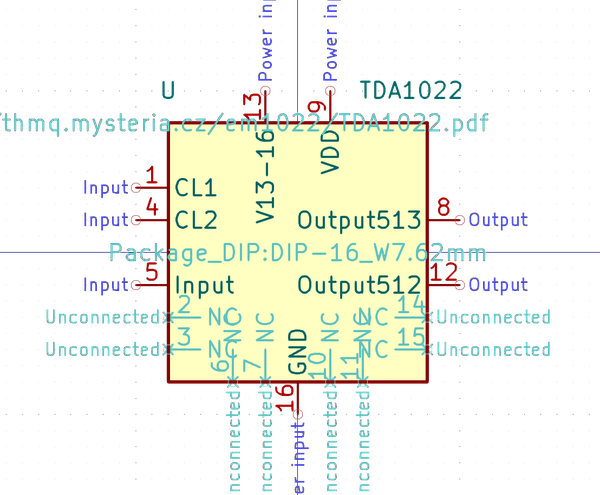 Power in
Power in
U
TDA1022
13
9
/thmq.mysteria.cz/em1022/TDA1022.pdf
V13-16
VDD
Input
1
CL1
Input
4
CL2
Output513
8
Output
Package_DIP:DIP-16_W7.62mm
Input
5
Input
Output512
12
Output
Unconnected
2
NC
NC
14
Unconnected
Unconnected
3
NC
NC
15
Unconnected
NC
NC
GND
NC
NC
6
7
16
10
11
nconnected
nconnected
er input
nconnected
nconnected